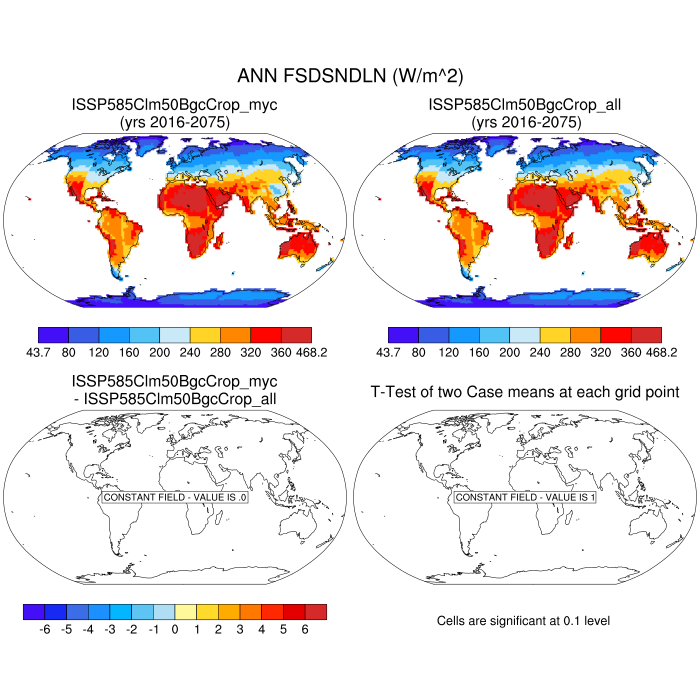 ANN FSDSNDLN (W/m^2)
ISSP585Clm50BgcCrop_myc
(yrs 2016-2075)
ISSP585Clm50BgcCrop_all
(yrs 2016-2075)
43.7 80 120 160 200 240 280 320 360 468.2
43.7 80 120 160 200 240 280 320 360 468.2
ISSP585Clm50BgcCrop_myc
- ISSP585Clm50BgcCrop_all
T-Test of two Case means at each grid point
CONSTANT FIELD - VALUE IS .0
CONSTANT FIELD - VALUE IS 1
-6 -5 -4 -3 -2 -1 0 1 2 3 4 5 6
Cells are significant at 0.1 level